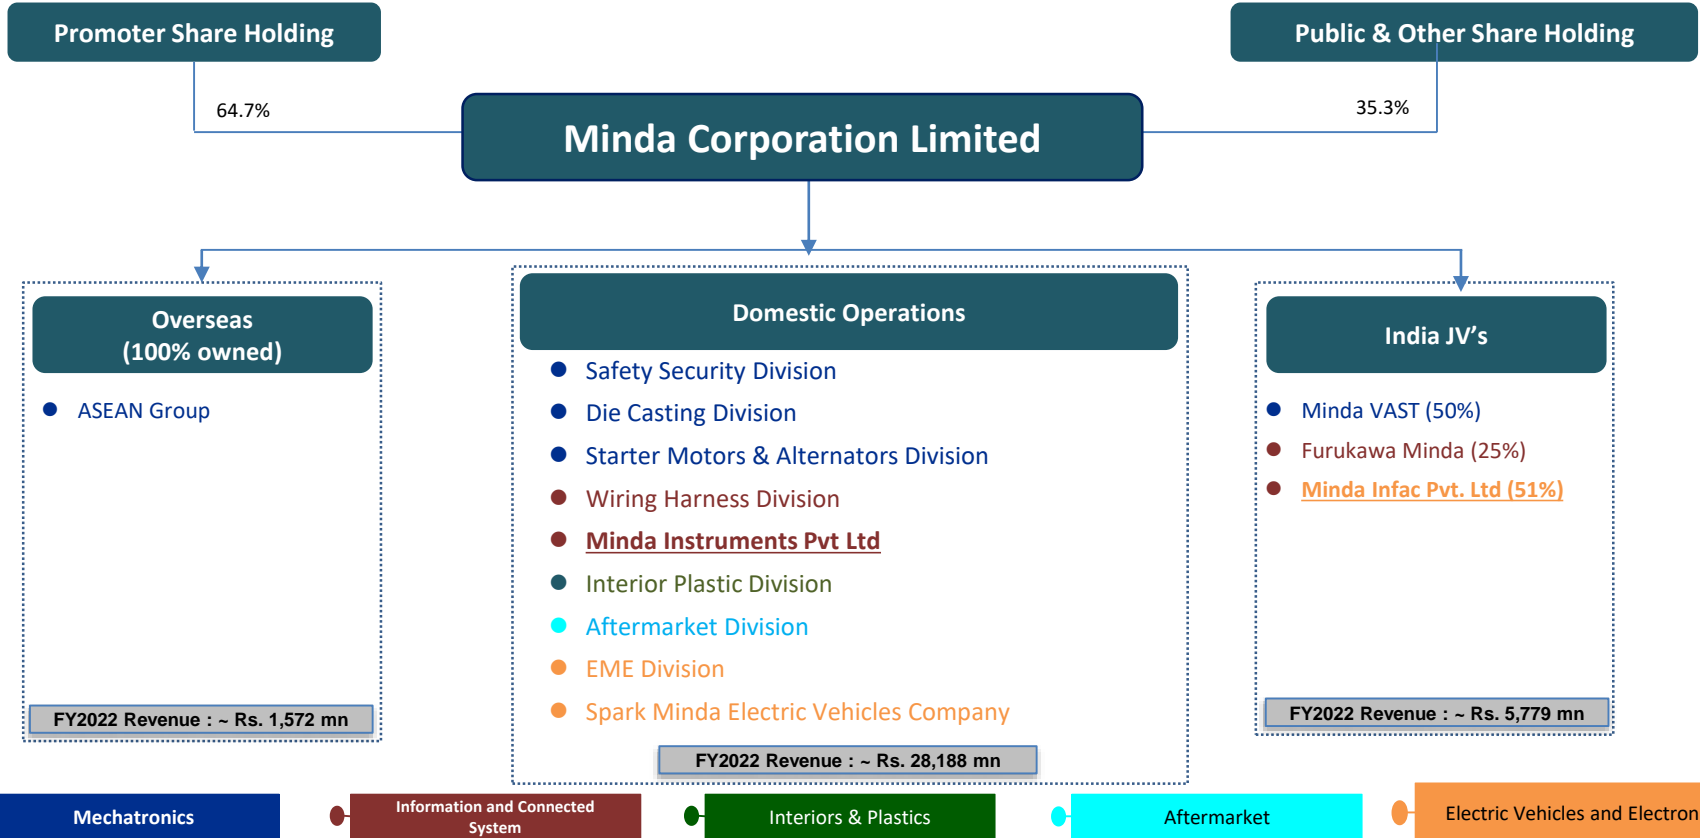 Promoter Share Holding
Public & Other Share Holding
64.7%
35.3%
Minda Corporation Limited
Overseas
(100% owned)
ASEAN Group
FY2022 Revenue : ~ Rs. 1,572 mn
Domestic Operations
Safety Security Division
Die Casting Division
Starter Motors & Alternators Division
Wiring Harness Division
Minda Instruments Pvt Ltd
Interior Plastic Division
Aftermarket Division
EME Division
Spark Minda Electric Vehicles Company
FY2022 Revenue : ~ Rs. 28,188 mn
India JV's
Minda VAST (50%)
Furukawa Minda (25%)
Minda Infac Pvt. Ltd (51%)
FY2022 Revenue : ~ Rs. 5,779 mn
Mechatronics
Information and Connected
System
Interiors & Plastics
Aftermarket
Electric Vehicles and Electron